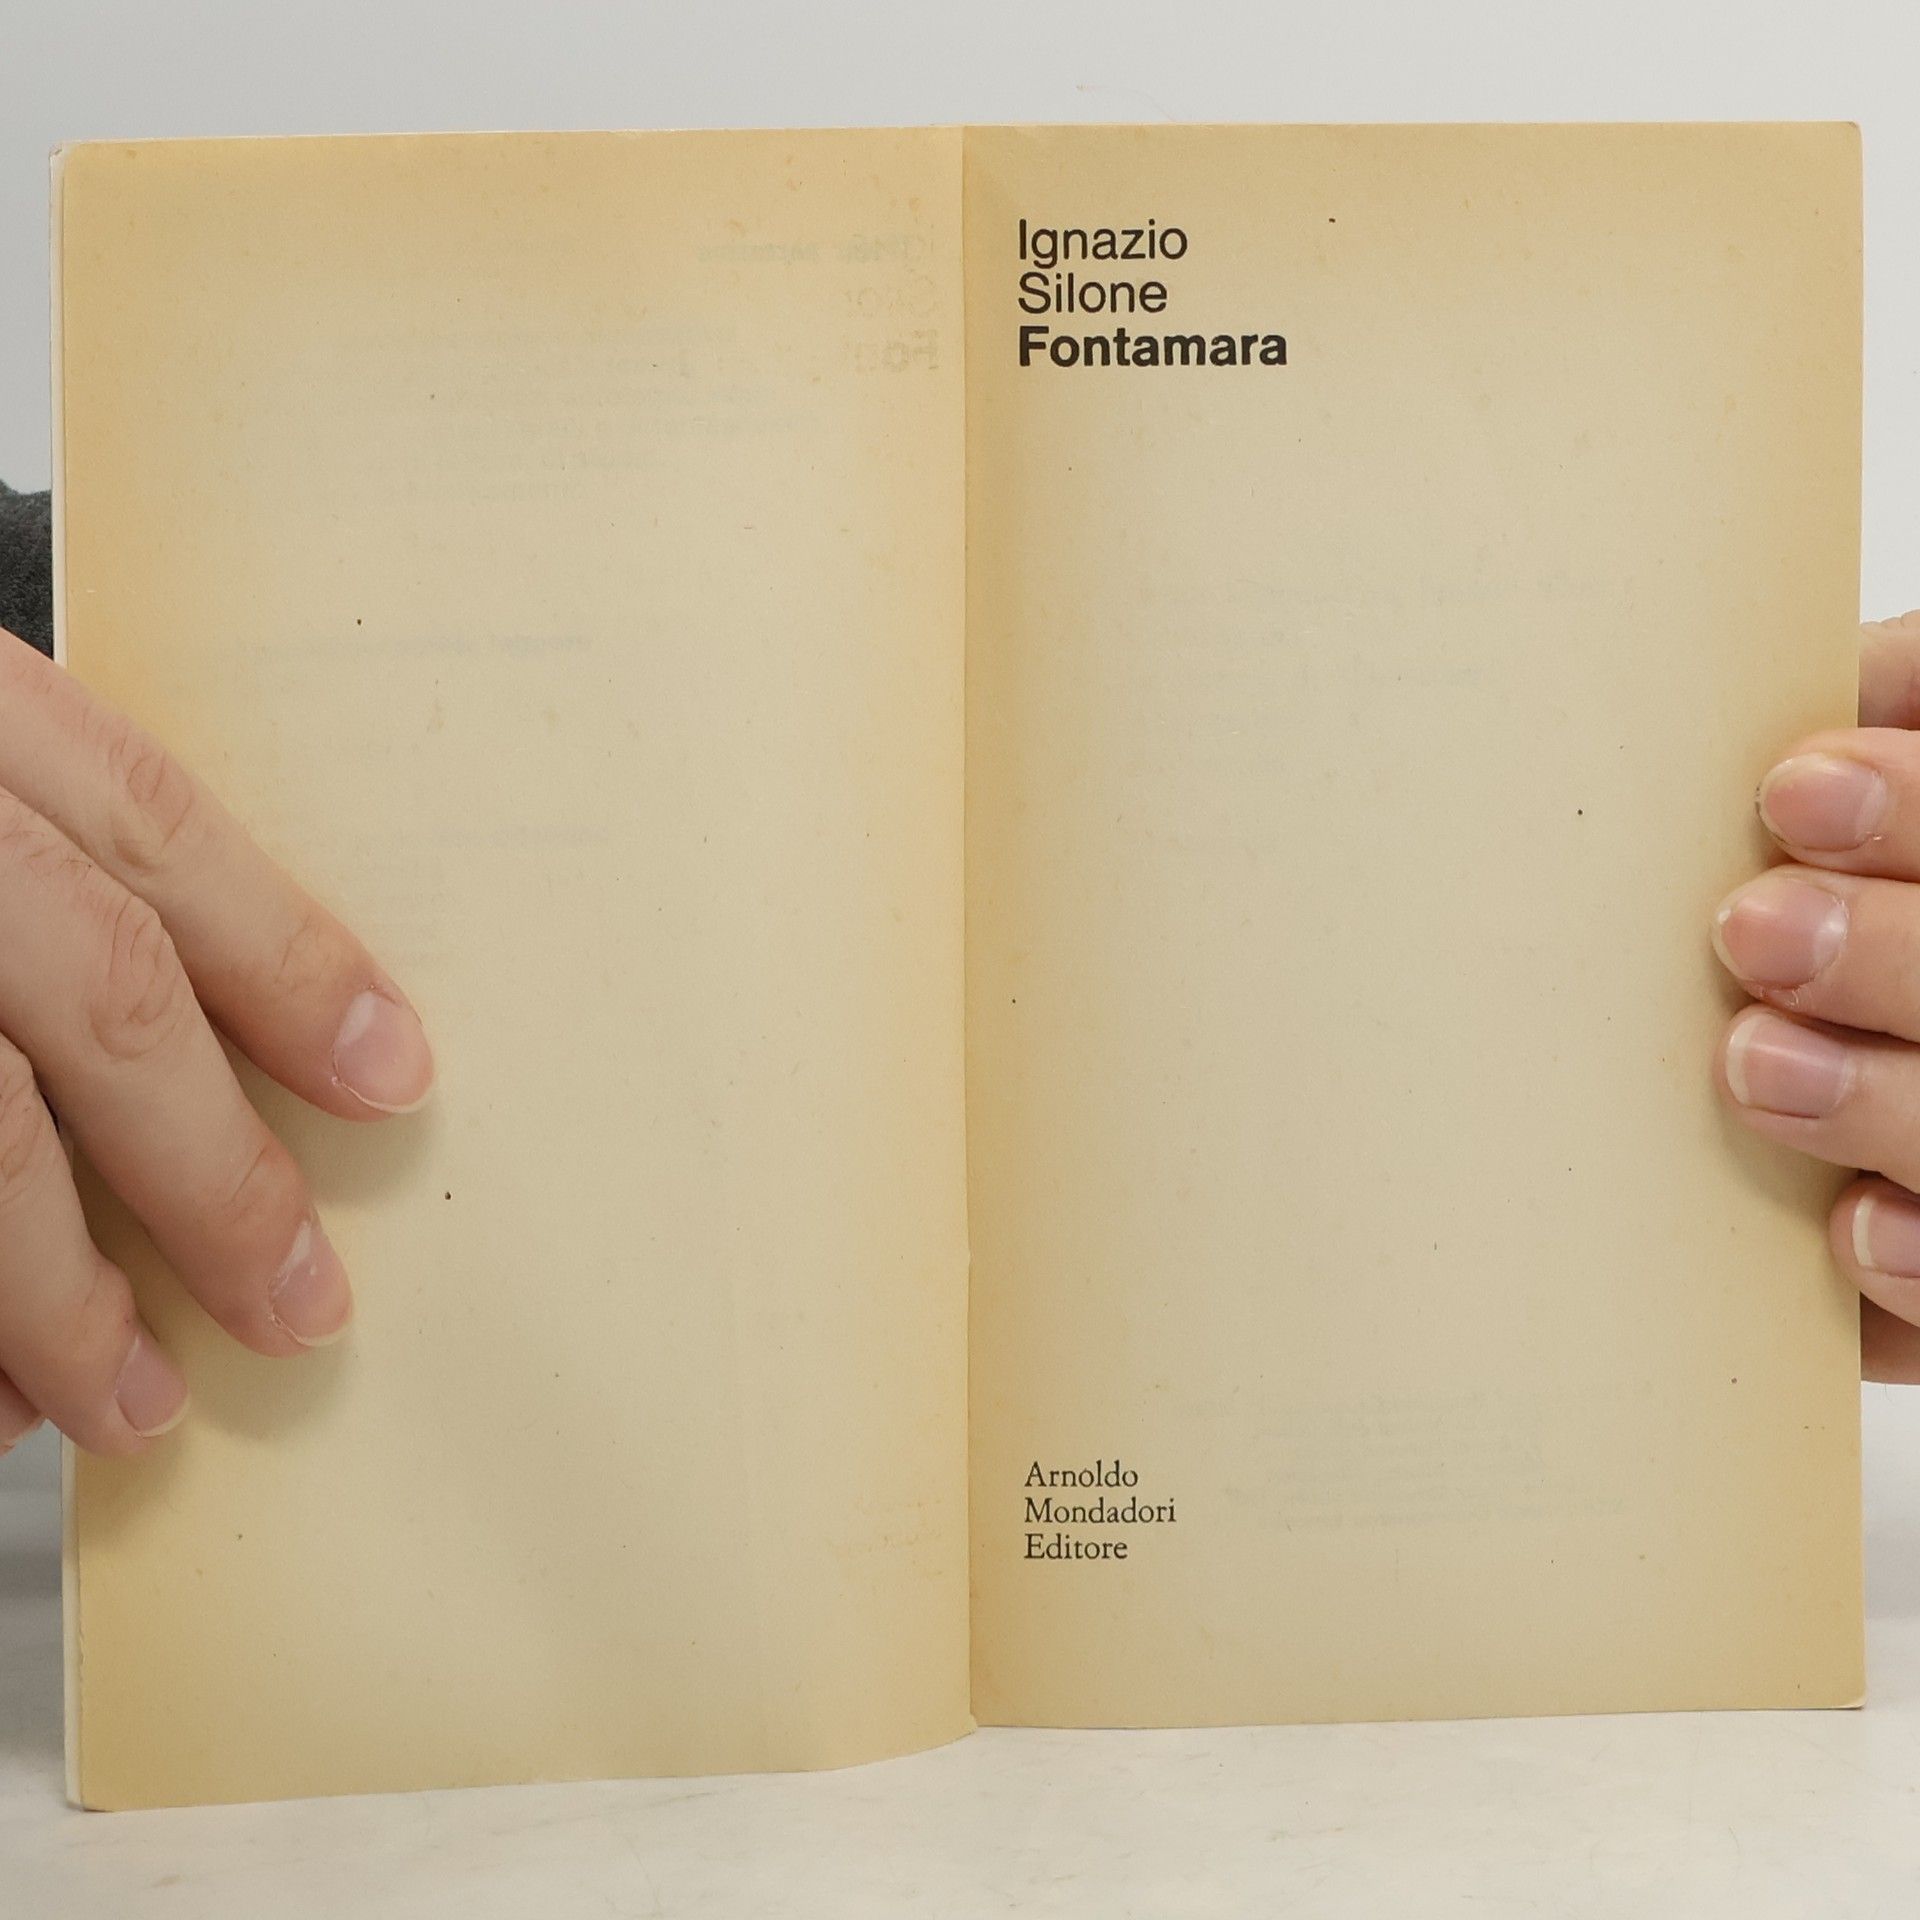 Ignazio
Silone
Fontamara
Arnoldo
Mondadori
Editore